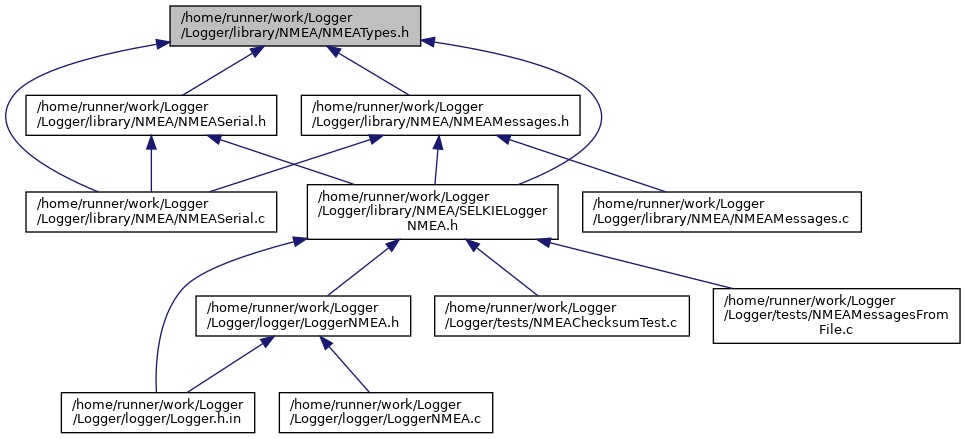 /home/runner/work/Logger
/Logger/library/NMEA/NMEATypes.h
/home/runner/work/Logger
/Logger/library/NMEA/NMEASerial.h
/home/runner/work/Logger
/Logger/library/NMEA/NMEAMessages.h
/home/runner/work/Logger
/Logger/library/NMEA/NMEASerial.c
/home/runner/work/Logger
/Logger/library/NMEA/SELKIELogger
NMEA.h
/home/runner/work/Logger
/Logger/library/NMEA/NMEAMessages.c
/home/runner/work/Logger
/Logger/logger/LoggerNMEA.h
/home/runner/work/Logger
/Logger/tests/NMEAChecksumTest.c
/home/runner/work/Logger
/Logger/tests/NMEAMessagesFrom
File.c
/home/runner/work/Logger
/Logger/logger/Logger.h.in
/home/runner/work/Logger
/Logger/logger/LoggerNMEA.c